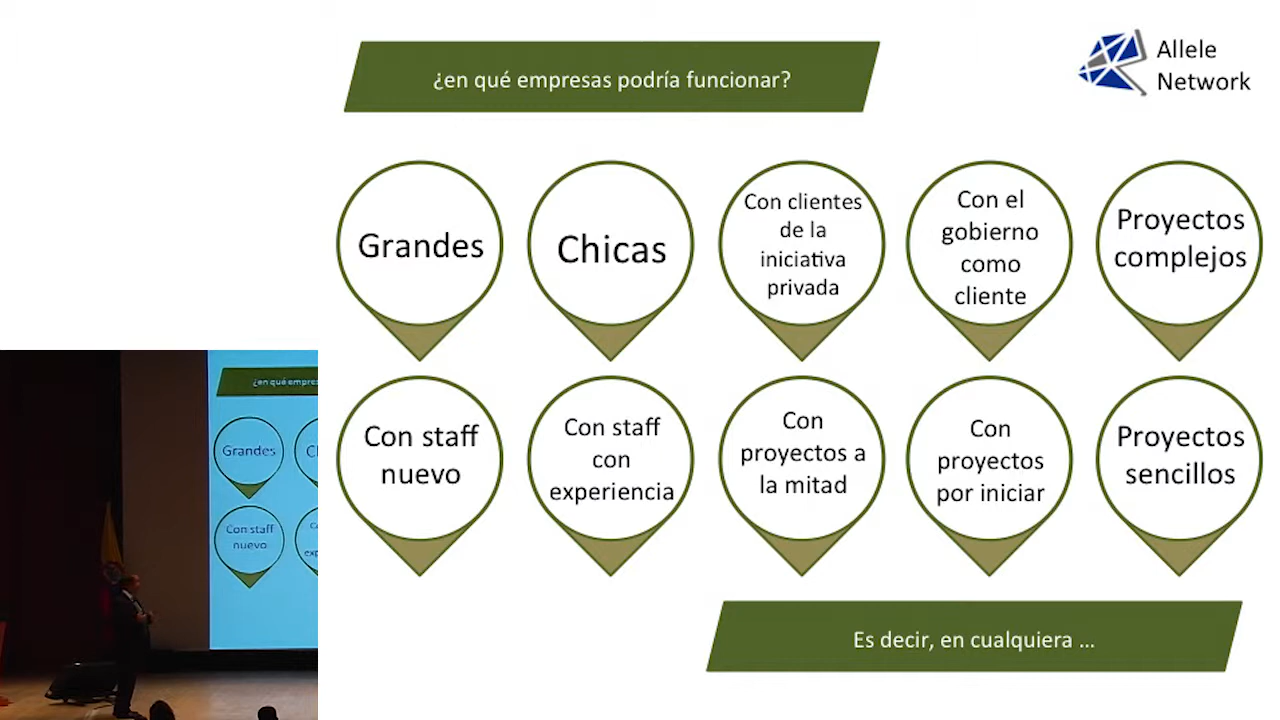 ¿en qué empresas podría funcionar?
Allele
Network
Grandes
Chicas
Con clientes
de la
iniciativa
privada
Con el
gobierno
como
cliente
Proyectos
complejos
Con staff
nuevo
Con staff
con
experiencia
Con
proyectos a
la mitad
Con
proyectos
por iniciar
Proyectos
sencillos
Es decir, en cualquiera ...
¿en qué
Grandes
Con staff
nuevo